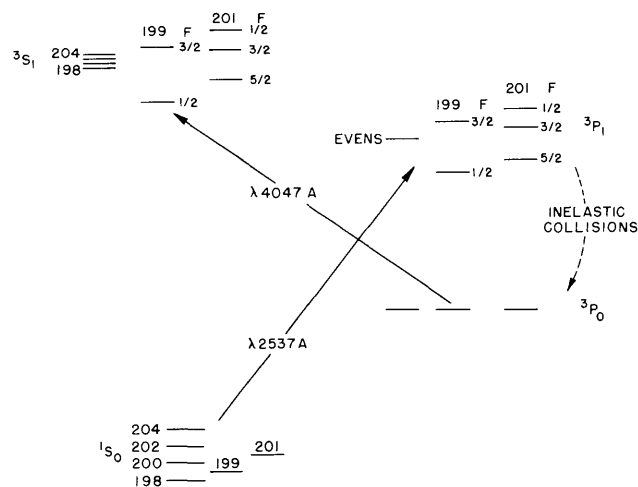 199 F
201 F
1/2
3/2
3/2
5/2
1/2
³S₁
204
198
199 F
201 F
1/2
3/2
3/2
5/2
1/2
³P₁
EVENS
λ4047 A
INELASTIC
COLLISIONS
³P₀
λ2537A
¹S₀
204
202
200
198
199
201